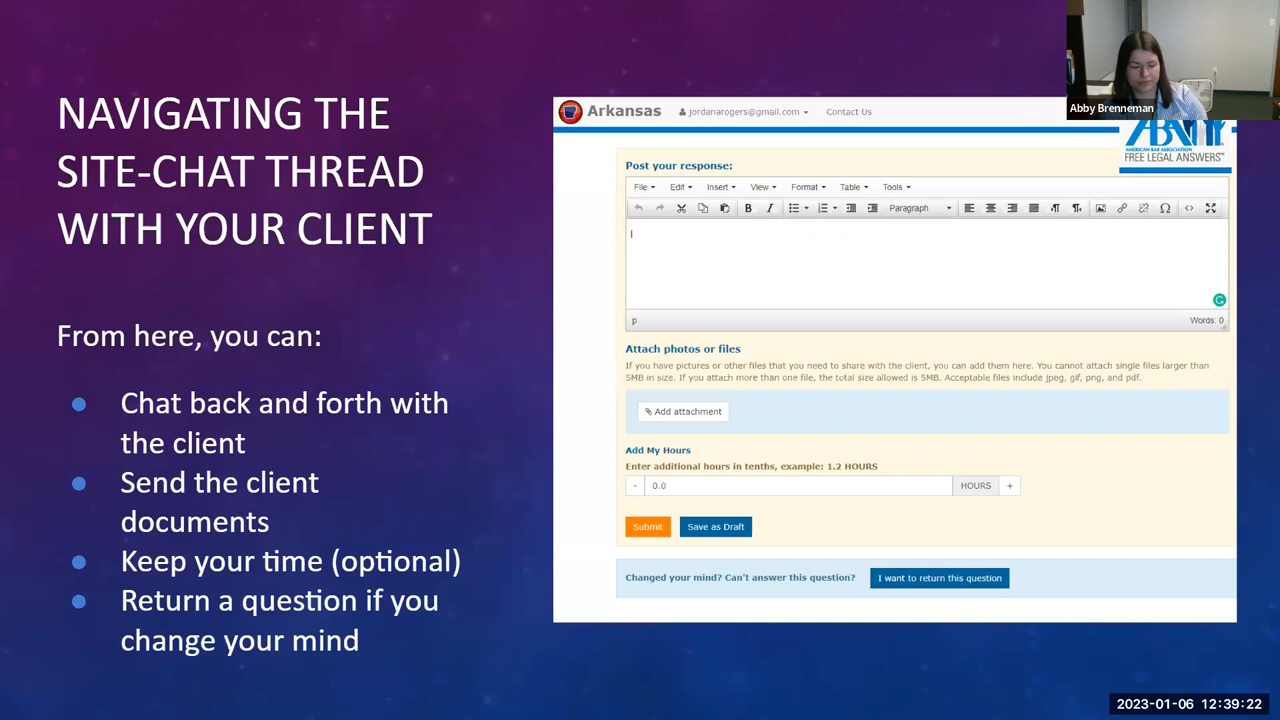 NAVIGATING THE
SITE-CHAT THREAD
WITH YOUR CLIENT
From here, you can:
● Chat back and forth with
the client
● Send the client
documents
● Keep your time (optional)
● Return a question if you
change your mind
Abby Brenneman
Arkansas jordanarogers@gmail.com Contact Us
AMERICAN BAR ASSOCIATION
FREE LEGAL ANSWERS
Post your response:
File Edit Insert View Format Table Tools
B I Paragraph Ω <>
p Words: 0
Attach photos or files
If you have pictures or other files that you need to share with the client, you can add them here. You cannot attach single files larger than
5MB in size. If you attach more than one file, the total size allowed is 5MB. Acceptable files include jpeg, gif, png, and pdf.
Add attachment
Add My Hours
Enter additional hours in tenths, example: 1.2 HOURS
- 0.0 HOURS +
Submit Save as Draft
Changed your mind? Can't answer this question? I want to return this question
2023-01-06 12:39:22